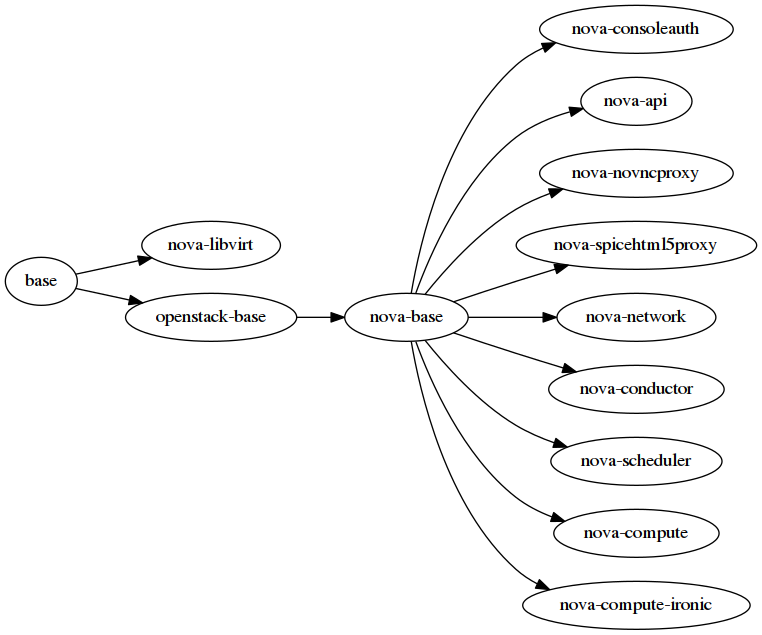 base
nova-libvirt
openstack-base
nova-base
nova-consoleauth
nova-api
nova-novncproxy
nova-spicehtml5proxy
nova-network
nova-conductor
nova-scheduler
nova-compute
nova-compute-ironic